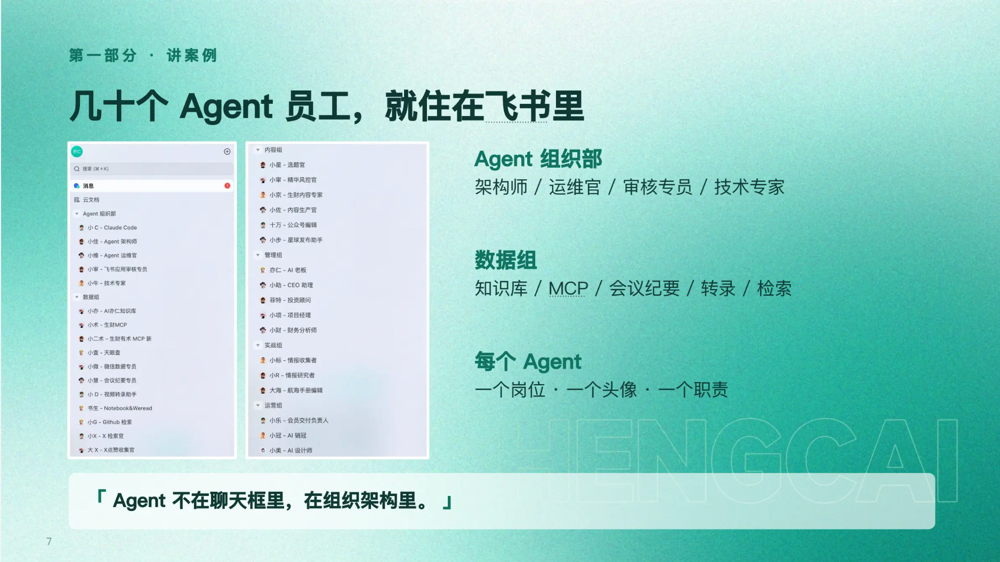 第一部分 · 讲案例
几十个 Agent 员工，就住在飞书里
亦仁
搜索 (⌘+K)
消息
1
云文档
Agent 组织部
小 C - Claude Code
小佳 - Agent 架构师
小维 - Agent 运维官
小审 - 飞书应用审核专员
小牛 - 技术专家
数据组
小亦 - AI亦仁知识库
小术 - 生财MCP
小二术 - 生财有术 MCP 新
小查 - 天眼查
小微 - 微信数据专员
小慧 - 会议纪要专员
小 D - 视频转录助手
书生 - Notebook&Weread
小G - Github 检索
小X - X 检索官
大 X - X点赞收集官
内容组
小星 - 选题官
小审 - 精华风控官
小京 - 生财内容专家
小佐 - 内容生产官
十万 - 公众号编辑
小步 - 星球发布助手
管理组
亦仁 - AI 老板
小助 - CEO 助理
菲特 - 投资顾问
小项 - 项目经理
小财 - 财务分析师
实战组
小标 - 情报收集者
小R - 情报研究者
大海 - 航海手册编辑
运营组
小乐 - 会员交付负责人
小冠 - AI 销冠
小美 - AI 设计师
Agent 组织部
架构师 / 运维官 / 审核专员 / 技术专家
数据组
知识库 / MCP / 会议纪要 / 转录 / 检索
每个 Agent
一个岗位 · 一个头像 · 一个职责
HENGCAI
「 Agent 不在聊天框里，在组织架构里。 」
7